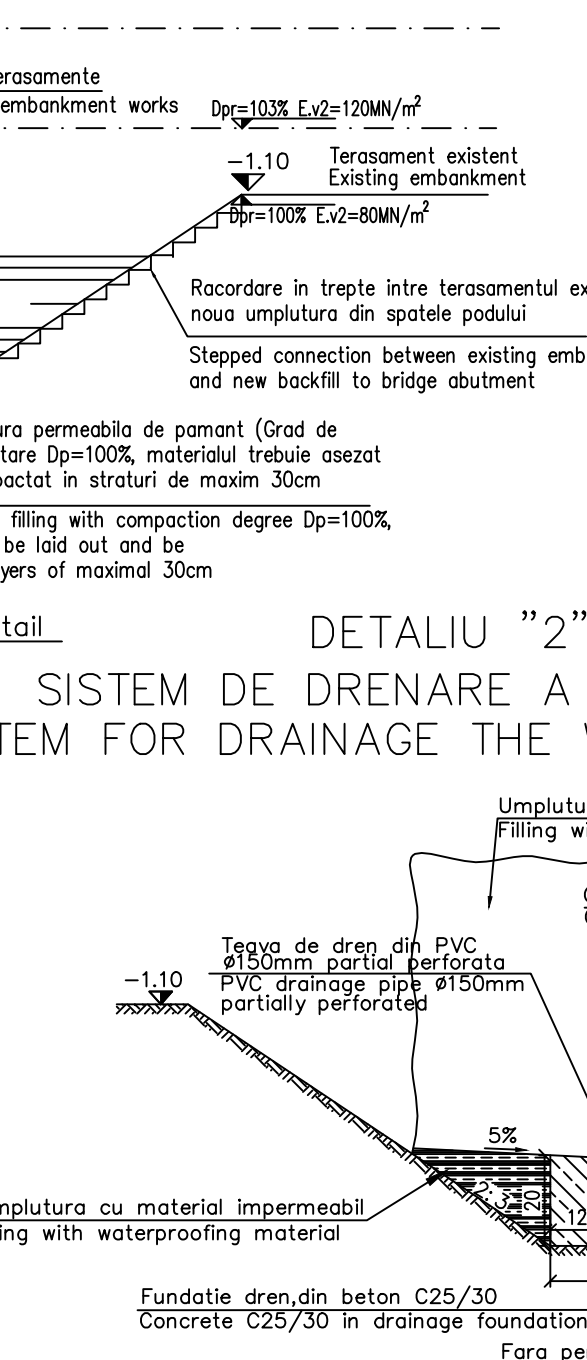 erasamente
embankment works
Dpr=103% E.v2=120MN/m²
-1.10
Terasament existent
Existing embankment
Dpr=100% E.v2=80MN/m²
Racordare in trepte intre terasamentul ex
noua umplutura din spatele podului
Stepped connection between existing emb
and new backfill to bridge abutment
ura permeabila de pamant (Grad de
tare Dp=100%, materialul trebuie asezat
pactat in straturi de maxim 30cm
filling with compaction degree Dp=100%,
be laid out and be
yers of maximal 30cm
tail
DETALIU "2"
SISTEM DE DRENARE A
TEM FOR DRAINAGE THE
Umplutu
Filling wi
Teava de dren din PVC
Ø150mm partial perforata
PVC drainage pipe Ø150mm
partially perforated
-1.10
5%
2:3
20
12
mplutura cu material impermeabil
ing with waterproofing material
Fundatie dren,din beton C25/30
Concrete C25/30 in drainage foundation
Fara pe